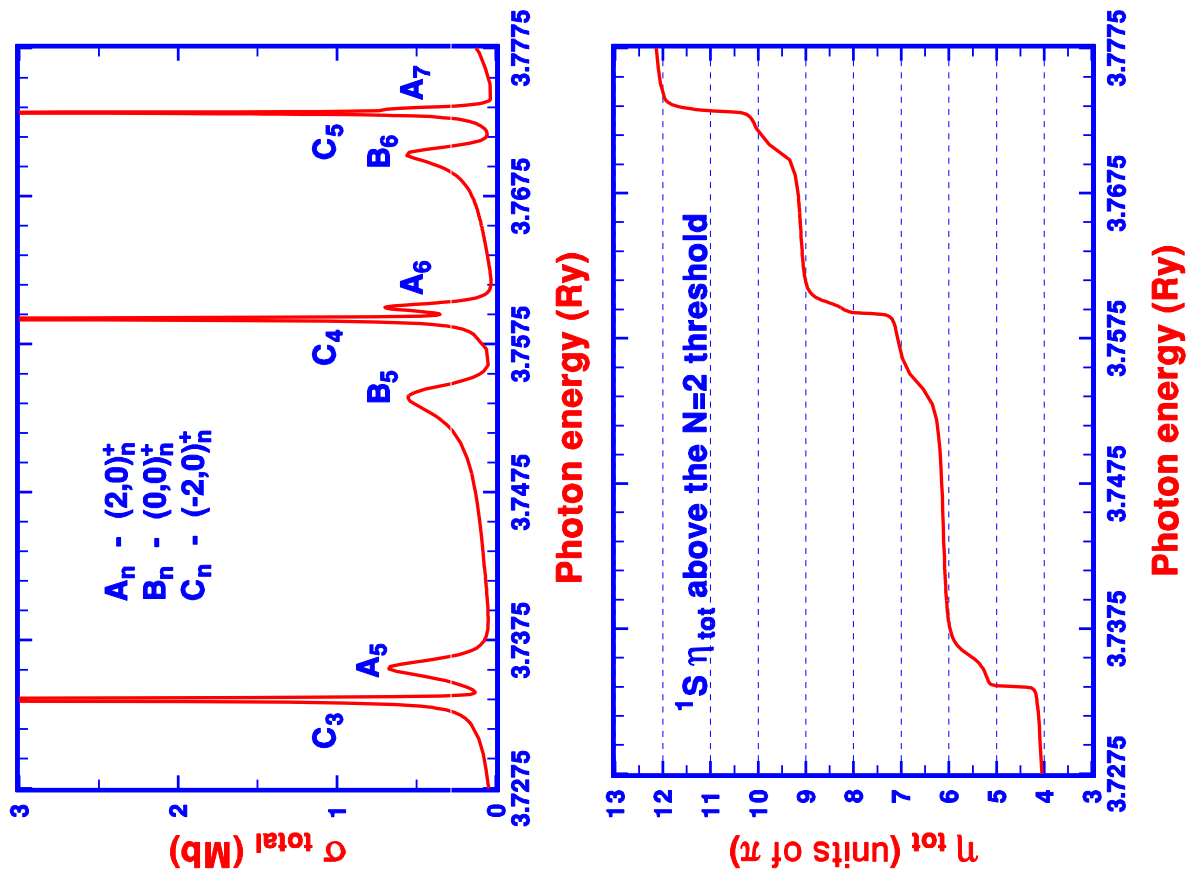 σ total (Mb)
3
2
1
0
C3
A5
B5
C4
A6
B6
C5
A7
An - (2,0)n+
Bn - (0,0)n+
Cn - (-2,0)n+
3.7275
3.7375
3.7475
3.7575
3.7675
3.7775
Photon energy (Ry)
η tot (units of π)
13
12
11
10
9
8
7
6
5
4
3
1S ηtot above the N=2 threshold
3.7275
3.7375
3.7475
3.7575
3.7675
3.7775
Photon energy (Ry)